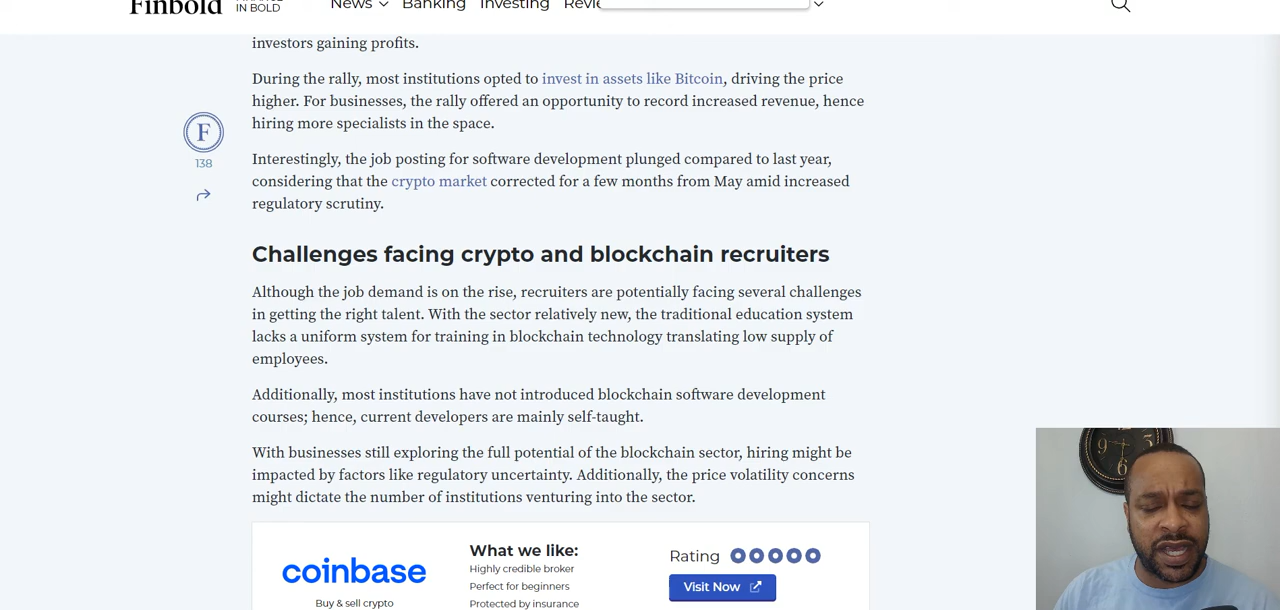 Finbold
IN BOLD
News
Banking
Investing
investors gaining profits.
During the rally, most institutions opted to invest in assets like Bitcoin, driving the price
higher. For businesses, the rally offered an opportunity to record increased revenue, hence
hiring more specialists in the space.
138
Interestingly, the job posting for software development plunged compared to last year,
considering that the crypto market corrected for a few months from May amid increased
regulatory scrutiny.
Challenges facing crypto and blockchain recruiters
Although the job demand is on the rise, recruiters are potentially facing several challenges
in getting the right talent. With the sector relatively new, the traditional education system
lacks a uniform system for training in blockchain technology translating low supply of
employees.
Additionally, most institutions have not introduced blockchain software development
courses; hence, current developers are mainly self-taught.
With businesses still exploring the full potential of the blockchain sector, hiring might be
impacted by factors like regulatory uncertainty. Additionally, the price volatility concerns
might dictate the number of institutions venturing into the sector.
coinbase
Buy & sell crypto
What we like:
Highly credible broker
Perfect for beginners
Protected by insurance
Rating
Visit Now
F
9
3
6